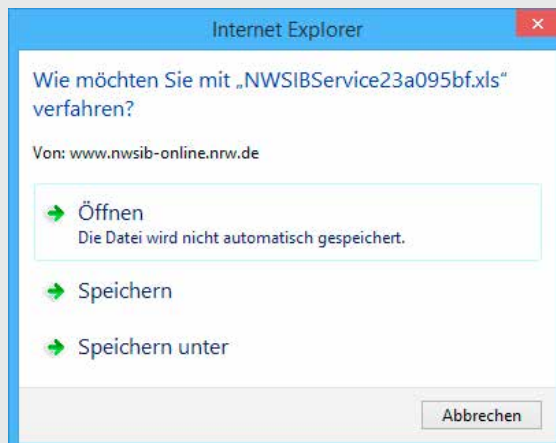 Internet Explorer
Wie möchten Sie mit „NWSIBService23a095bf.xls“
verfahren?
Von: www.nwsib-online.nrw.de
Öffnen
Die Datei wird nicht automatisch gespeichert.
Speichern
Speichern unter
Abbrechen